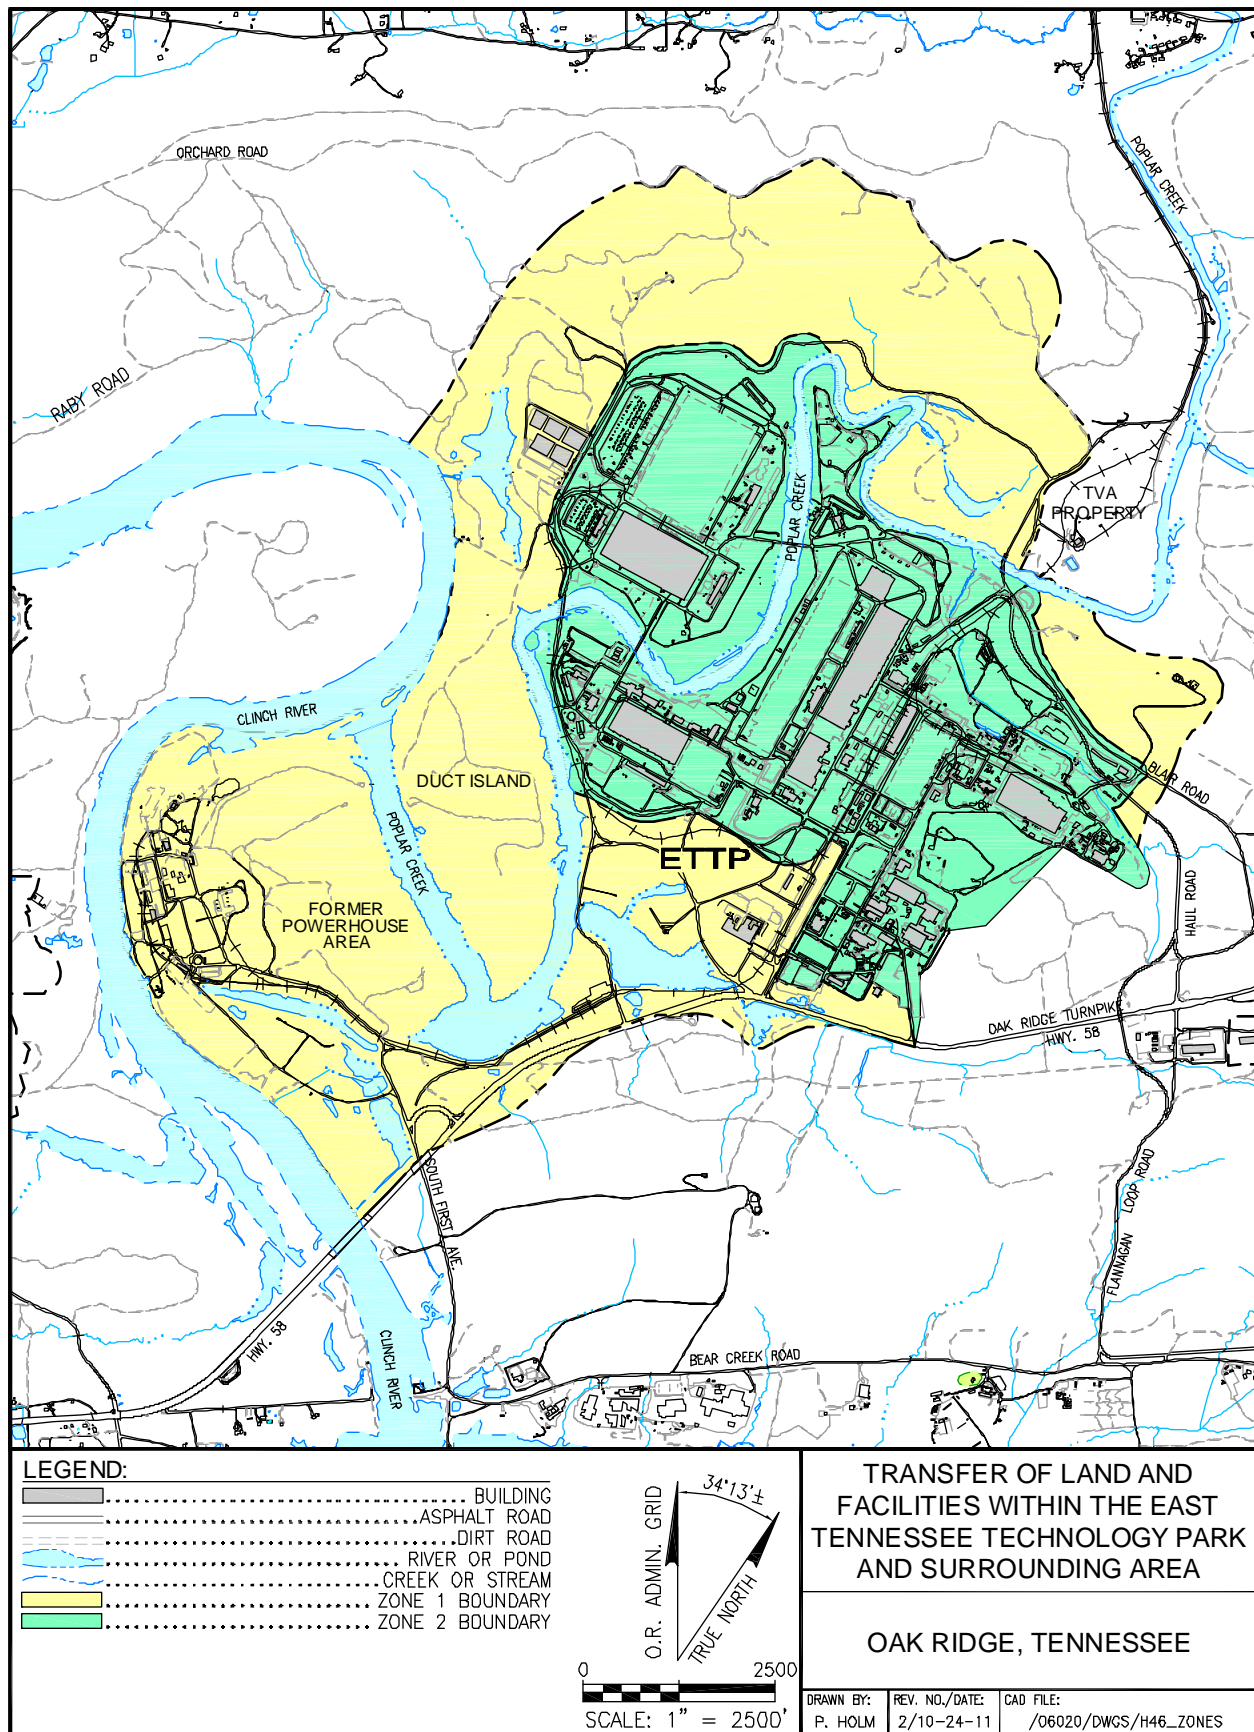 ORCHARD ROAD
POPLAR CREEK
RABY ROAD
TVA
PROPERTY
POPLAR CREEK
CLINCH RIVER
DUCT ISLAND
BLAIR ROAD
POPLAR CREEK
ETTP
FORMER
POWERHOUSE
AREA
HAUL ROAD
OAK RIDGE TURNPIK
HWY. 58
SOUTH FIRST AVE.
FLANNAGAN LOOP ROAD
HWY. 58
CLINCH RIVER
BEAR CREEK ROAD
LEGEND:
BUILDING
ASPHALT ROAD
DIRT ROAD
RIVER OR POND
CREEK OR STREAM
ZONE 1 BOUNDARY
ZONE 2 BOUNDARY
O.R. ADMIN. GRID
34°13'±
TRUE NORTH
0 2500
SCALE: 1" = 2500'
TRANSFER OF LAND AND
FACILITIES WITHIN THE EAST
TENNESSEE TECHNOLOGY PARK
AND SURROUNDING AREA
OAK RIDGE, TENNESSEE
DRAWN BY:
P. HOLM
REV. NO./DATE:
2/10-24-11
CAD FILE:
/06020/DWGS/H46_ZONES